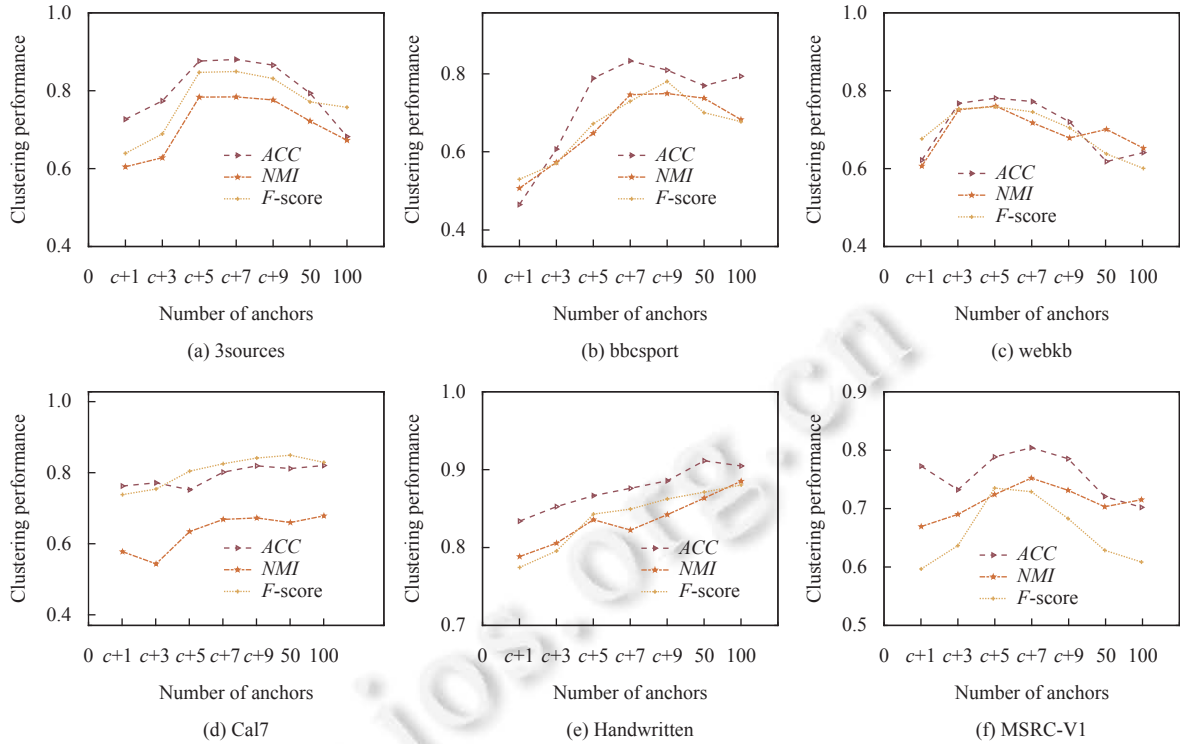 1.0
0.8
0.6
0.4
Clustering performance
ACC
NMI
F-score
0 c+1 c+3 c+5 c+7 c+9 50 100
Number of anchors
(a) 3sources
0.8
0.6
0.4
Clustering performance
ACC
NMI
F-score
0 c+1 c+3 c+5 c+7 c+9 50 100
Number of anchors
(b) bbcsport
1.0
0.8
0.6
0.4
Clustering performance
ACC
NMI
F-score
0 c+1 c+3 c+5 c+7 c+9 50 100
Number of anchors
(c) webkb
1.0
0.8
0.6
0.4
Clustering performance
ACC
NMI
F-score
0 c+1 c+3 c+5 c+7 c+9 50 100
Number of anchors
(d) Cal7
1.0
0.9
0.8
0.7
Clustering performance
ACC
NMI
F-score
0 c+1 c+3 c+5 c+7 c+9 50 100
Number of anchors
(e) Handwritten
0.9
0.8
0.7
0.6
0.5
Clustering performance
ACC
NMI
F-score
0 c+1 c+3 c+5 c+7 c+9 50 100
Number of anchors
(f) MSRC-V1
jos.org.cn